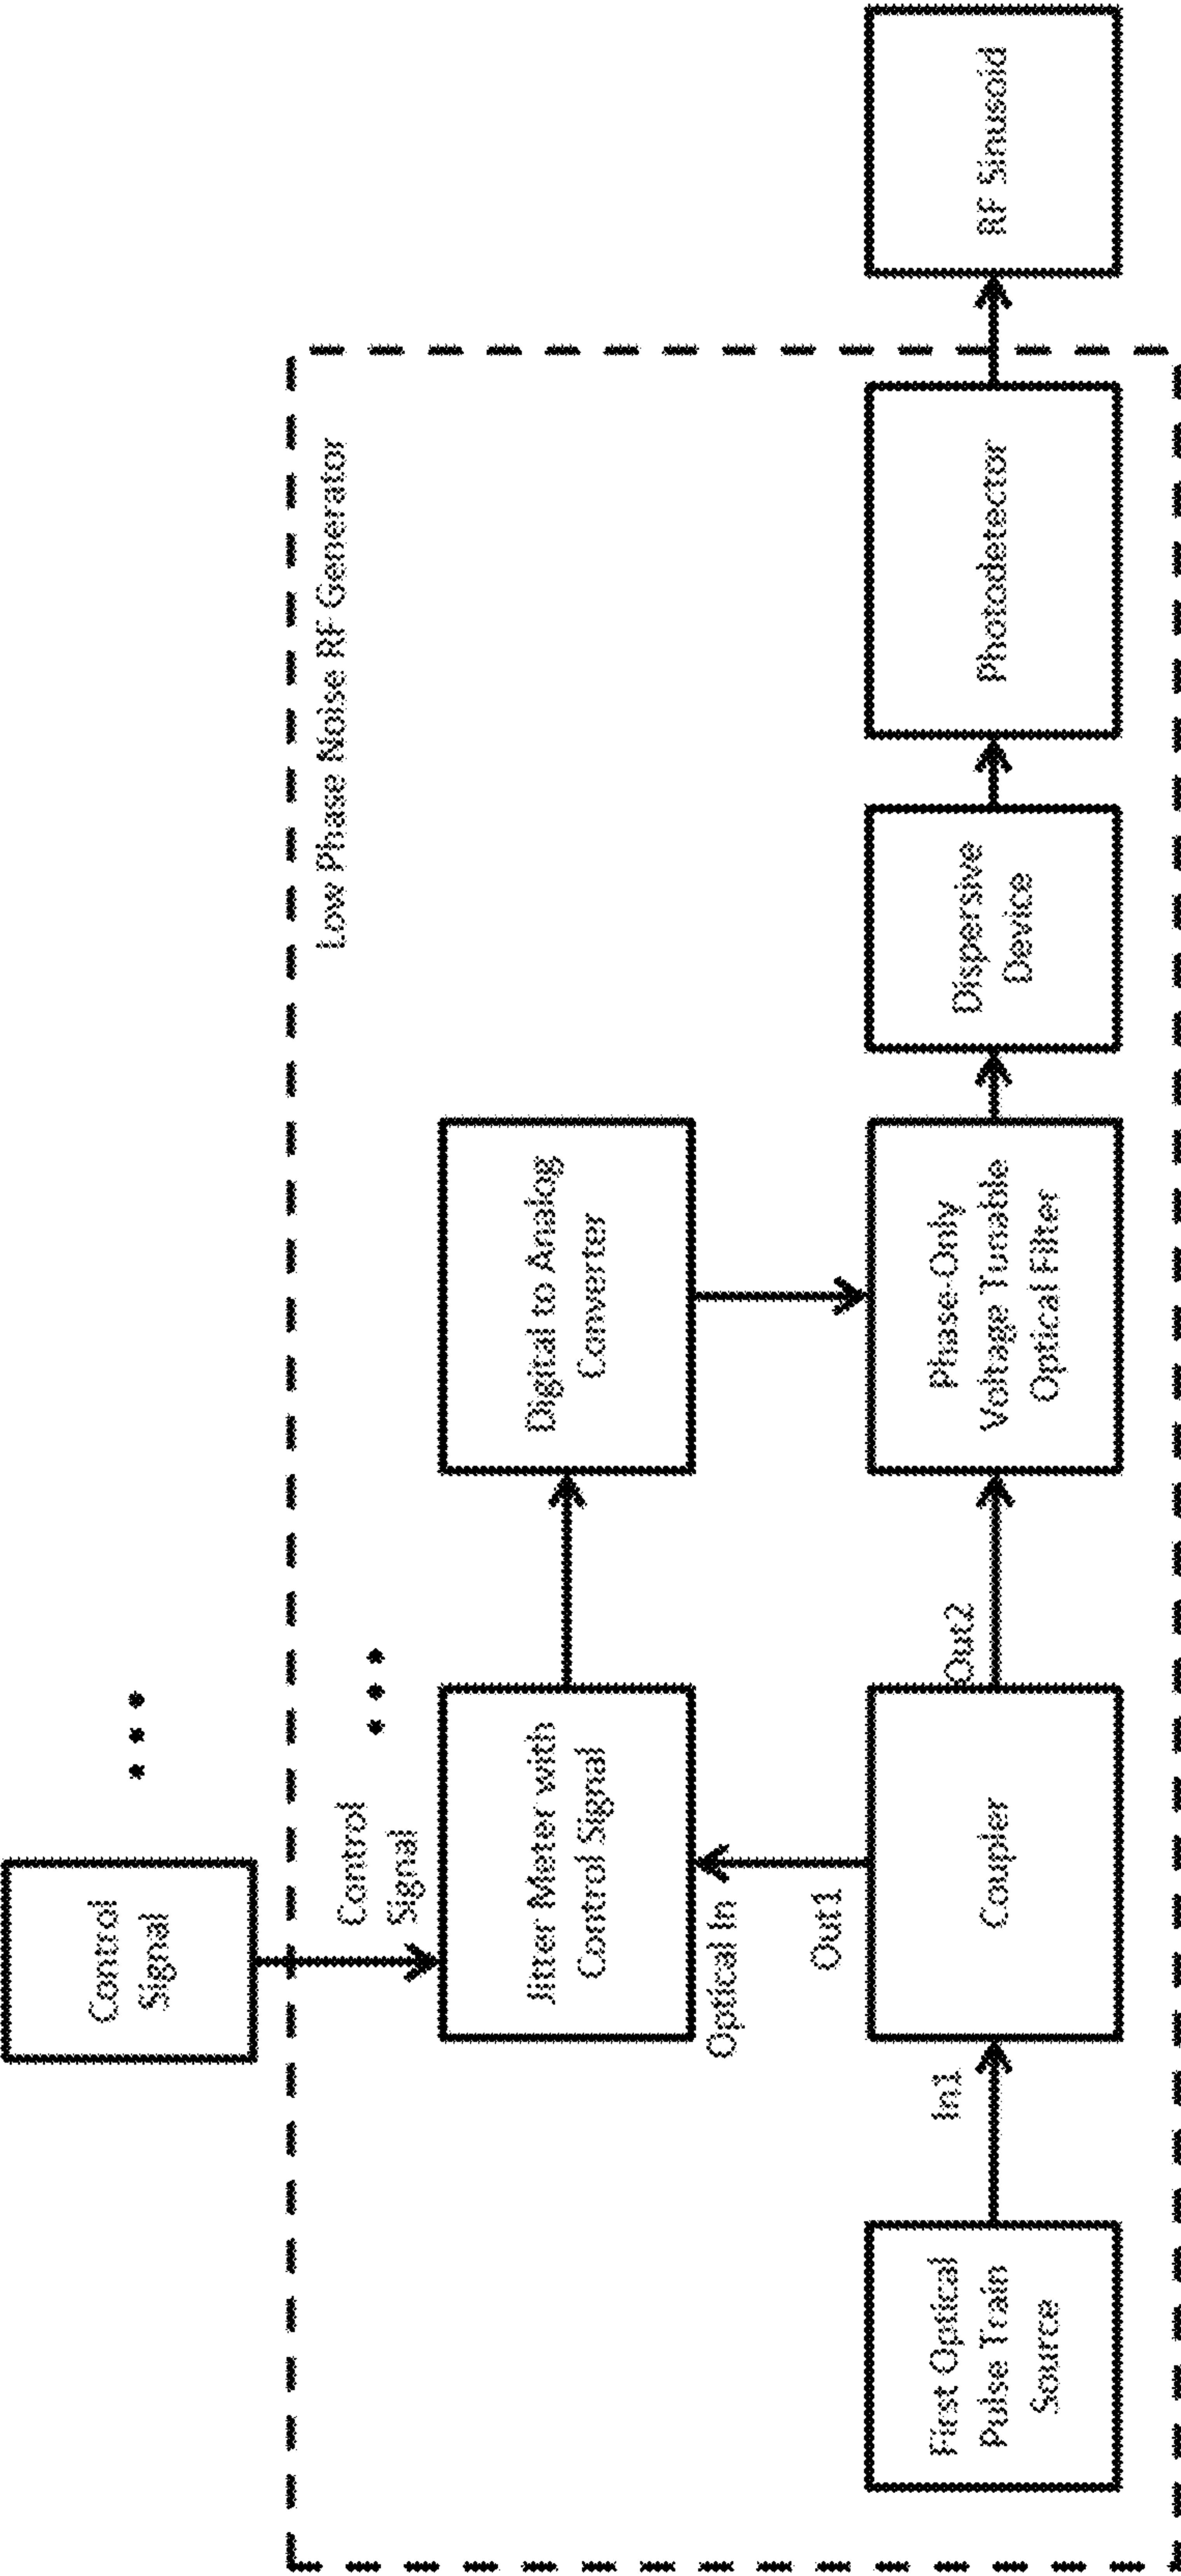 Control
Signal
Low Phase Noise RF Generator
Control
Signal
Jitter Meter with
Control Signal
Digital to Analog
Converter
Optical In
Out1
In1
Out2
First Optical
Pulse Train
Source
Coupler
Phase-Only
Voltage Tunable
Optical Filter
Dispersive
Device
Photodetector
RF Sinusoid